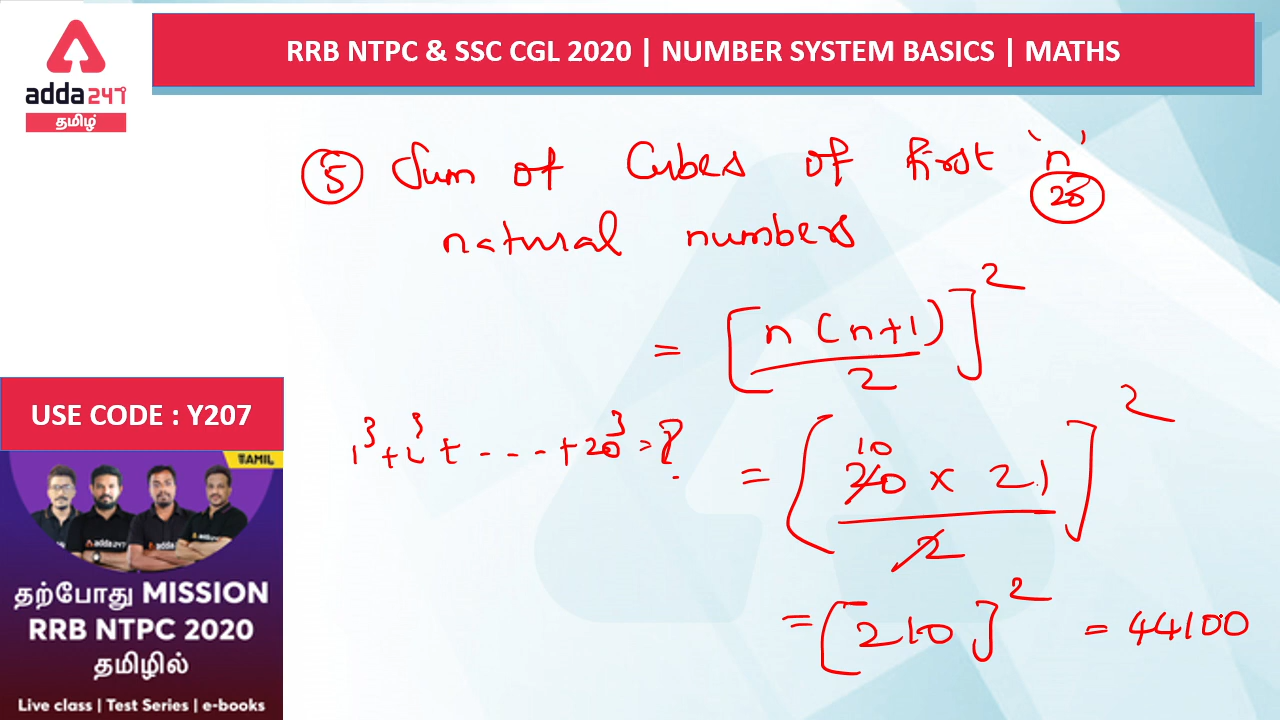 RRB NTPC & SSC CGL 2020 | NUMBER SYSTEM BASICS | MATHS
adda247
தமிழ்
5 Sum of Cubes of first 'n'
20
natural numbers
= [n(n+1)/2]²
1³+2³+----+20³=?
= [20 × 21/2]²
10
= [210]² = 44100
USE CODE : Y207
TAMIL
தற்போது MISSION
RRB NTPC 2020
தமிழில்
Live class | Test Series | e-books